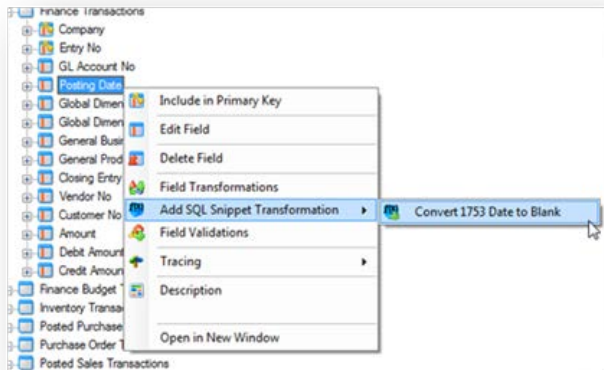 Finance Transactions
Company
Entry No
GL Account No
Posting Date
Global Dimen
Global Dimen
General Busi
General Prod
Closing Entry
Vendor No
Customer No
Amount
Debit Amount
Credit Amoun
Finance Budget
Inventory Transa
Posted Purchase
Purchase Order T
Posted Sales Transactions
Include in Primary Key
Edit Field
Delete Field
Field Transformations
Add SQL Snippet Transformation
Field Validations
Tracing
Description
Open in New Window
Convert 1753 Date to Blank